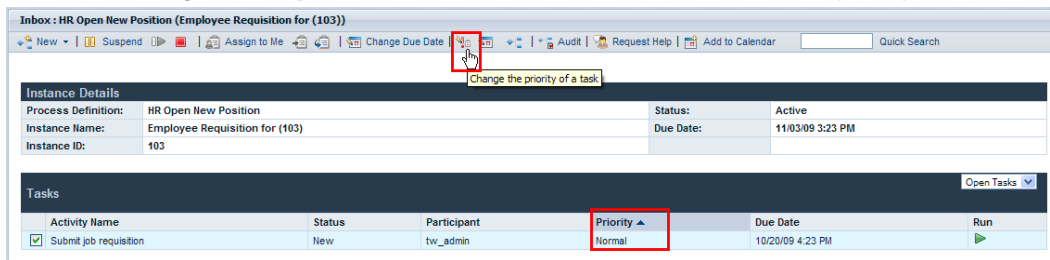 Inbox : HR Open New Position (Employee Requisition for (103))
New Suspend Assign to Me Change Due Date Audit Request Help Add to Calendar Quick Search
Change the priority of a task
Instance Details
Process Definition: HR Open New Position Status: Active
Instance Name: Employee Requisition for (103) Due Date: 11/03/09 3:23 PM
Instance ID: 103
Open Tasks
Tasks
Activity Name Status Participant Priority Due Date Run
Submit job requisition New tw_admin Normal 10/20/09 4:23 PM